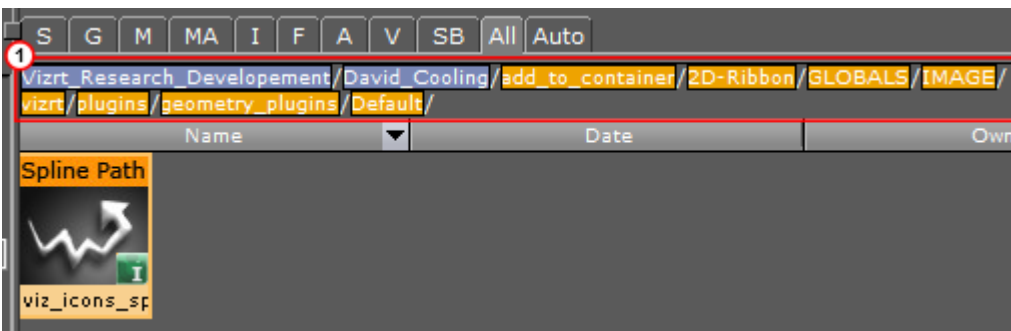 S G M MA I F A V SB All Auto
1
Vizrt_Research_Developement/David_Cooling/add_to_container/2D-Ribbon/GLOBALS/IMAGE/
vizrt/plugins/geometry_plugins/Default/
Name Date Own
Spline Path
I
viz_icons_sp